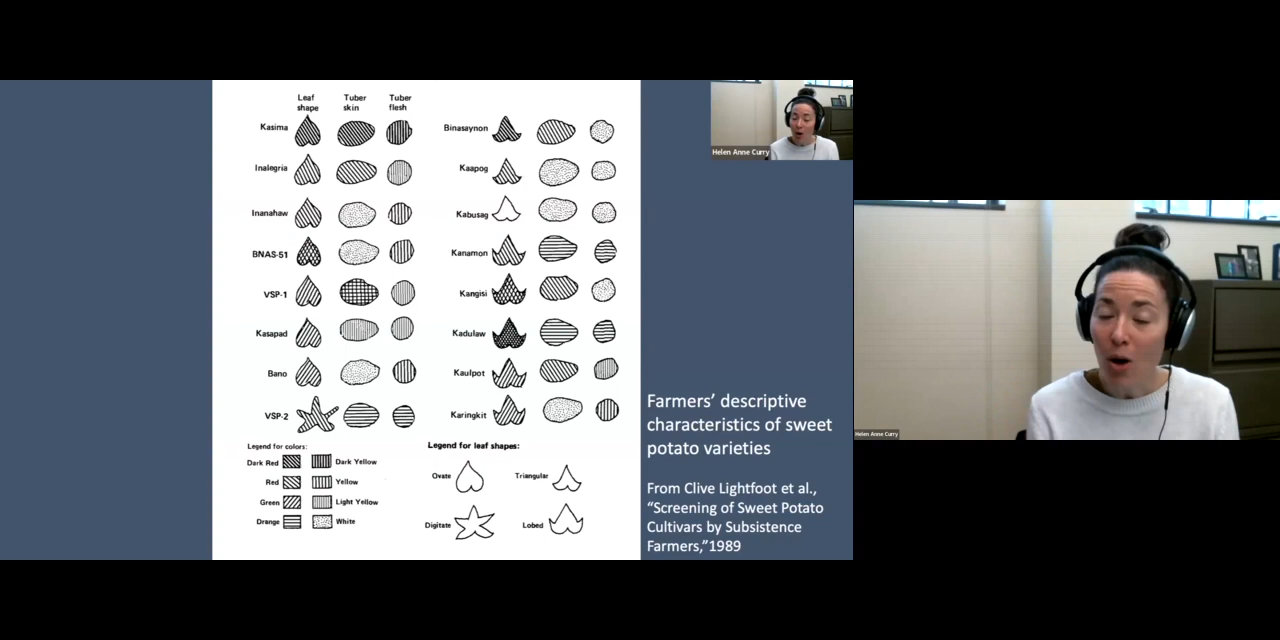 Leaf shape
Tuber skin
Tuber flesh
Kasima
Inalegria
Inanahaw
BNAS-51
VSP-1
Kasapad
Bano
VSP-2
Binasaynon
Kaapog
Kabusag
Kanamon
Kangisi
Kadulaw
Kaulpot
Karingkit
Legend for colors:
Dark Red
Dark Yellow
Red
Yellow
Green
Light Yellow
Orange
White
Legend for leaf shapes:
Ovate
Triangular
Digitate
Lobed
Farmers' descriptive
characteristics of sweet
potato varieties
From Clive Lightfoot et al.,
"Screening of Sweet Potato
Cultivars by Subsistence
Farmers,"1989
Helen Anne Curry
Helen Anne Curry